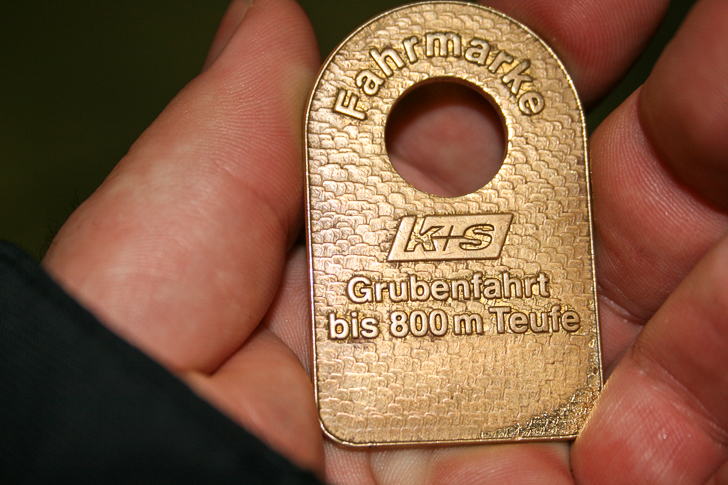 Fahrmarke
K+S
Grubenfahrt
bis 800 m Teufe